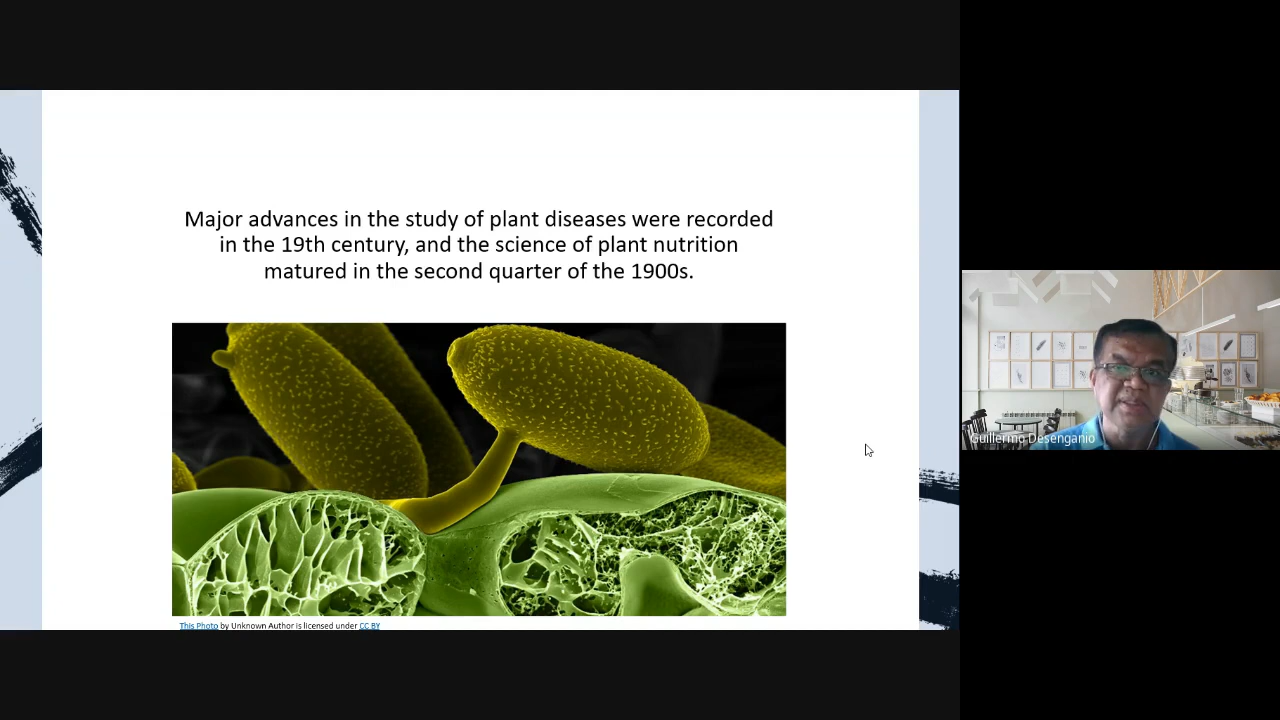 Major advances in the study of plant diseases were recorded
in the 19th century, and the science of plant nutrition
matured in the second quarter of the 1900s.
This Photo by Unknown Author is licensed under CC BY
Guillermo Desenganio